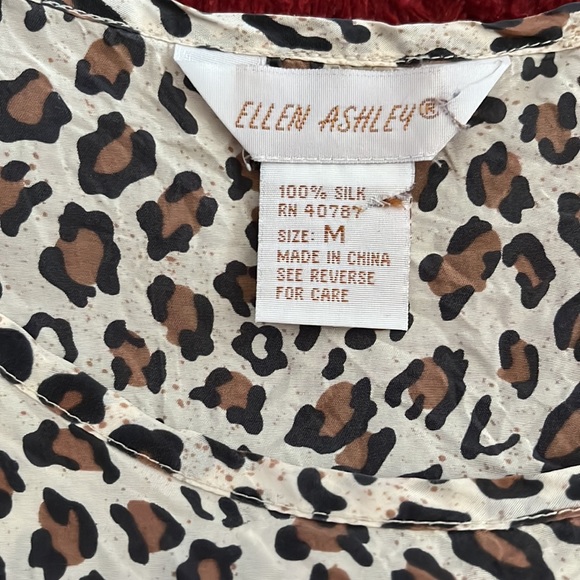 ELLEN ASHLEY®
100% SILK
RN 40787
SIZE: M
MADE IN CHINA
SEE REVERSE
FOR CARE